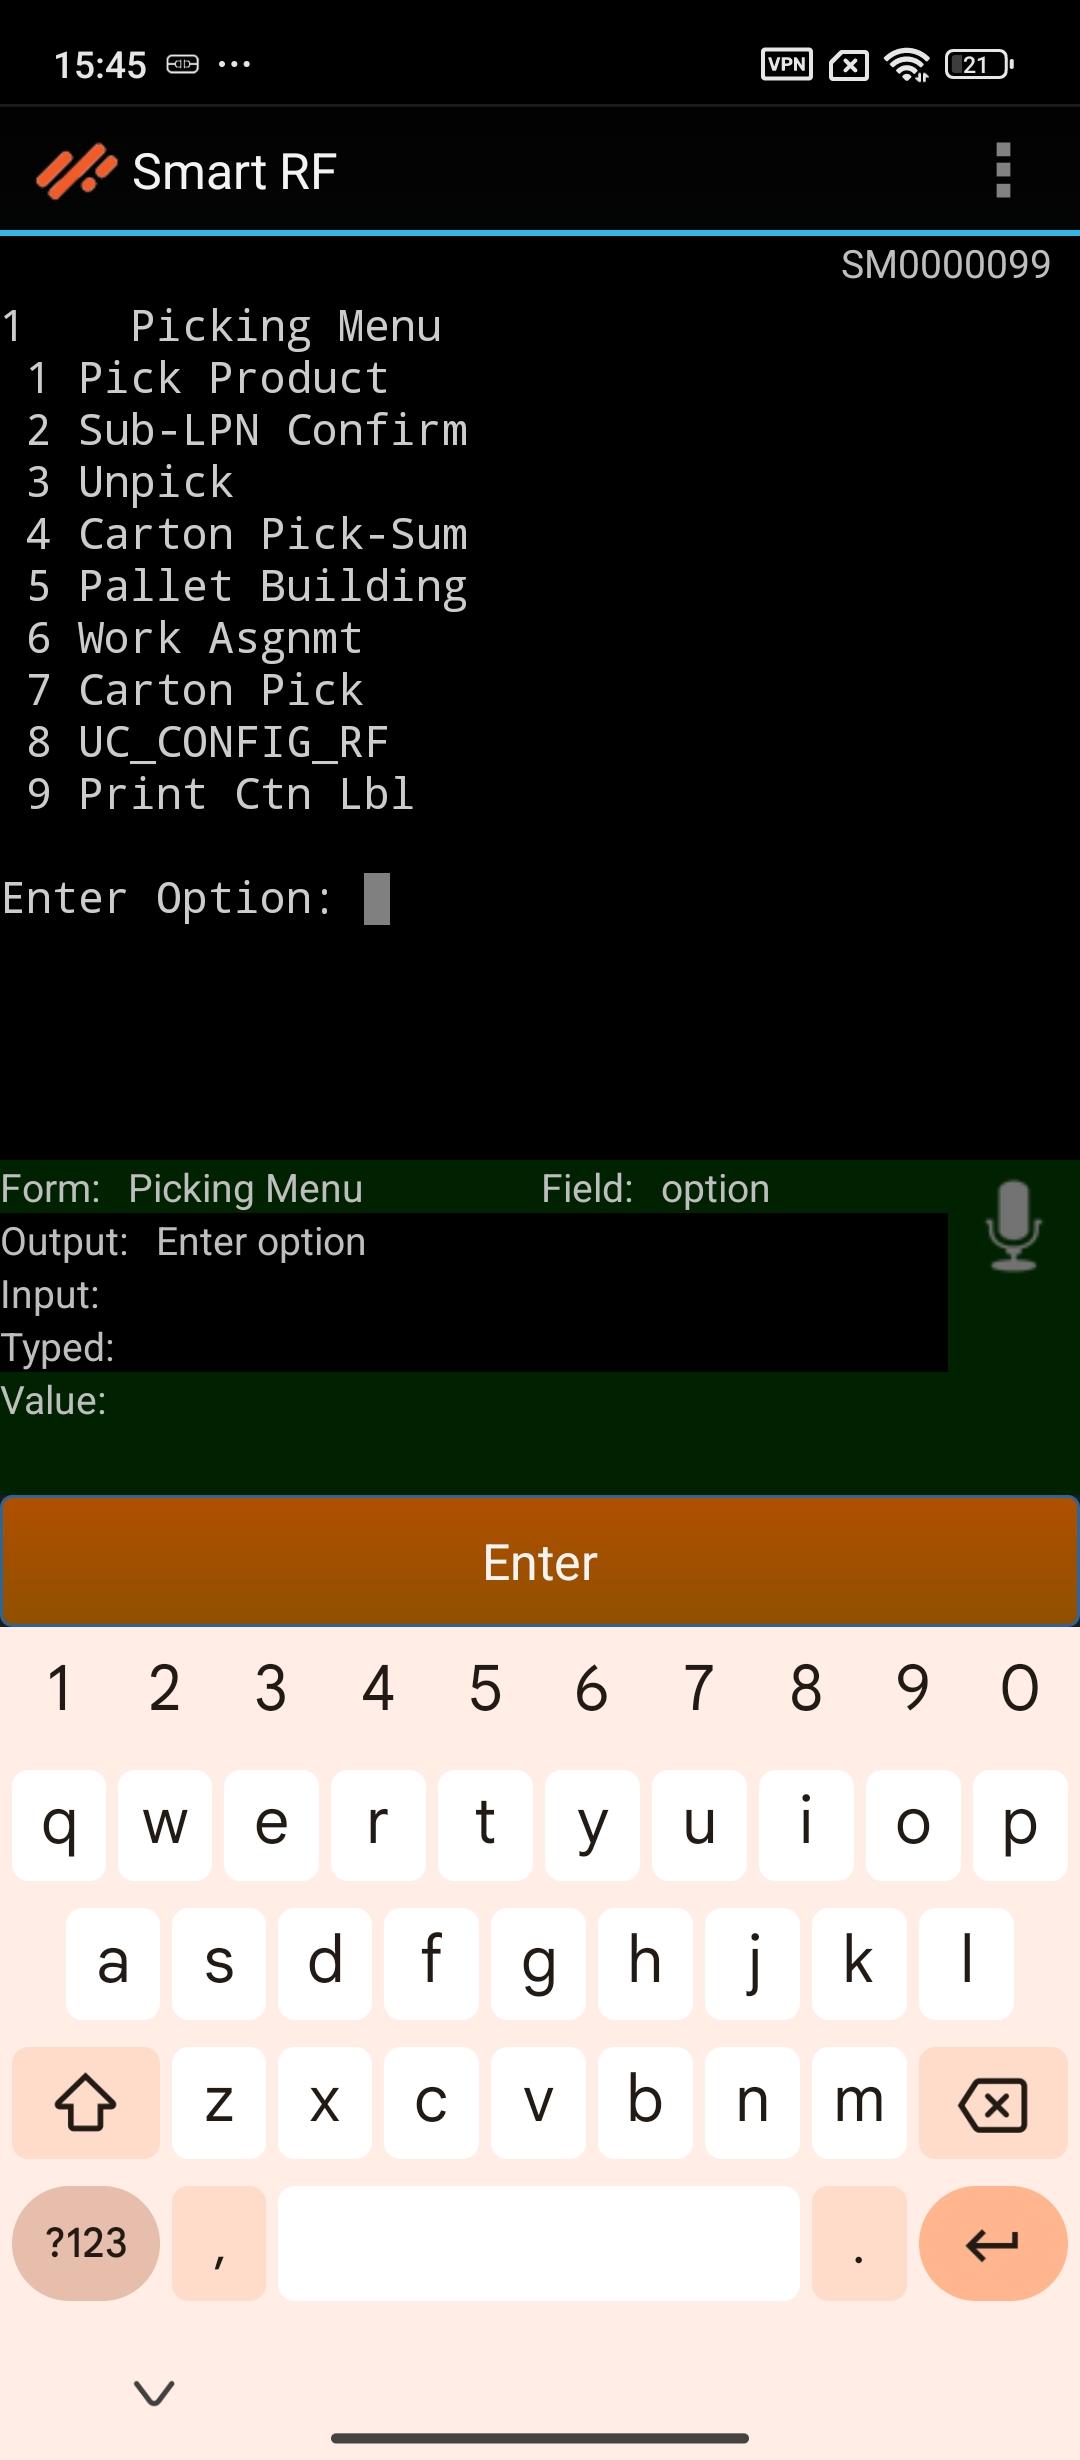 15:45
VPN
21
Smart RF
SM0000099
1    Picking Menu
1 Pick Product
2 Sub-LPN Confirm
3 Unpick
4 Carton Pick-Sum
5 Pallet Building
6 Work Asgnmt
7 Carton Pick
8 UC_CONFIG_RF
9 Print Ctn Lbl
Enter Option:
Form: Picking Menu Field: option
Output: Enter option
Input:
Typed:
Value:
Enter
1 2 3 4 5 6 7 8 9 0
q w e r t y u i o p
a s d f g h j k l
z x c v b n m
?123 , .